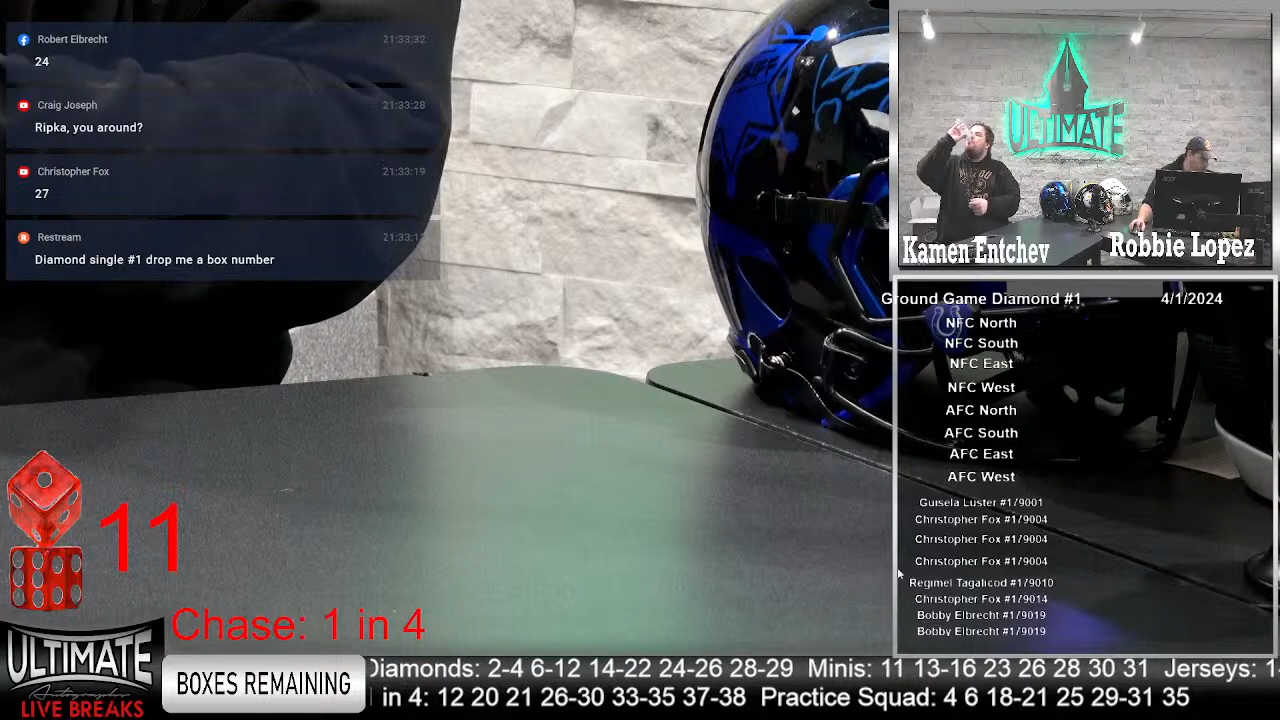 Robert Elbrecht 21:33:32
24
Craig Joseph 21:33:28
Ripka, you around?
Christopher Fox 21:33:19
27
Restream
Diamond single #1 drop me a box number
ULTIMATE
Kamen Entchev
Robbie Lopez
Ground Game Diamond #1 4/1/2024
NFC North
NFC South
NFC East
NFC West
AFC North
AFC South
AFC East
AFC West
Guisela Luster #1/9001
Christopher Fox #1/9004
Christopher Fox #1/9004
Christopher Fox #1/9004
Regimel Tagalicod #1/9010
Christopher Fox #1/9014
Bobby Elbrecht #1/9019
Bobby Elbrecht #1/9019
11
Chase: 1 in 4
ULTIMATE
Autographs
LIVE BREAKS
BOXES REMAINING
Diamonds: 2-4 6-12 14-22 24-26 28-29 Minis: 11 13-16 23 26 28 30 31 Jerseys: 1
in 4: 12 20 21 26-30 33-35 37-38 Practice Squad: 4 6 18-21 25 29-31 35